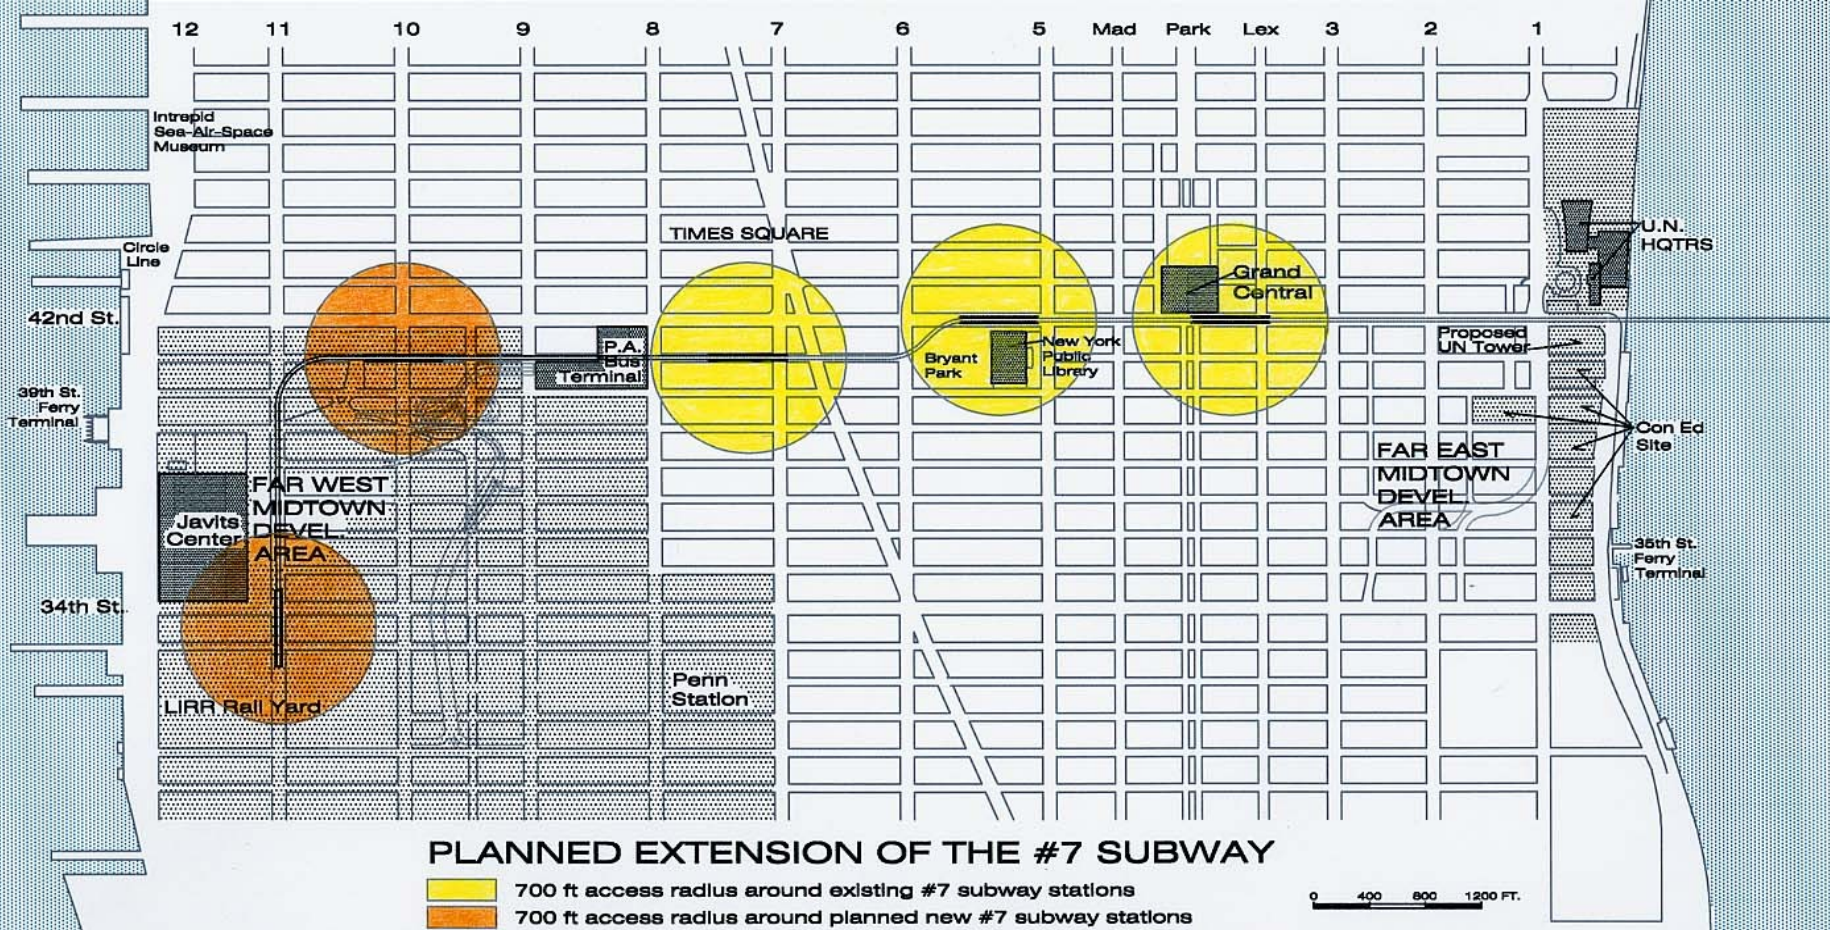 12 11 10 9 8 7 6 5 Mad Park Lex 3 2 1
Intrepid
Sea-Air-Space
Museum
Circle
Line
42nd St.
39th St.
Ferry
Terminal
34th St.
TIMES SQUARE
P.A.
Bus
Terminal
Bryant
Park
New York
Public
Library
Grand
Central
U.N.
HQTRS
Proposed
UN Tower
Con Ed
Site
FAR EAST
MIDTOWN
DEVEL.
AREA
35th St.
Ferry
Terminal
FAR WEST
MIDTOWN
DEVEL.
AREA
Javits
Center
LIRR Rail Yard
Penn
Station
PLANNED EXTENSION OF THE #7 SUBWAY
700 ft access radius around existing #7 subway stations
700 ft access radius around planned new #7 subway stations
0 400 800 1200 FT.